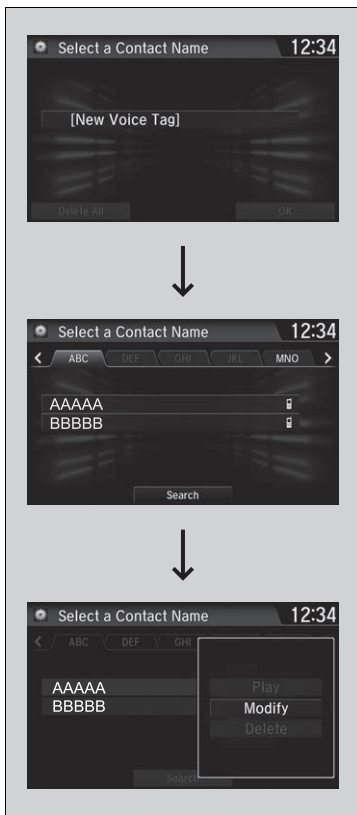 Select a Contact Name 12:34
[New Voice Tag]
Delete All OK
Select a Contact Name 12:34
< ABC DEF GHI JKL MNO >
AAAAA
BBBBB
Search
Select a Contact Name 12:34
< ABC DEF GHI
AAAAA
BBBBB
Play
Modify
Delete
Search